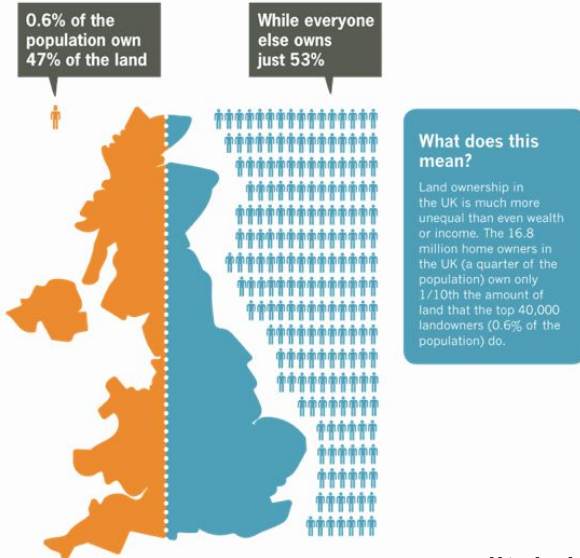 0.6% of the
population own
47% of the land
While everyone
else owns
just 53%
What does this
mean?
Land ownership in
the UK is much more
unequal than even wealth
or income. The 16.8
million home owners in
the UK (a quarter of the
population) own only
1/10th the amount of
land that the top 40,000
landowners (0.6% of the
population) do.